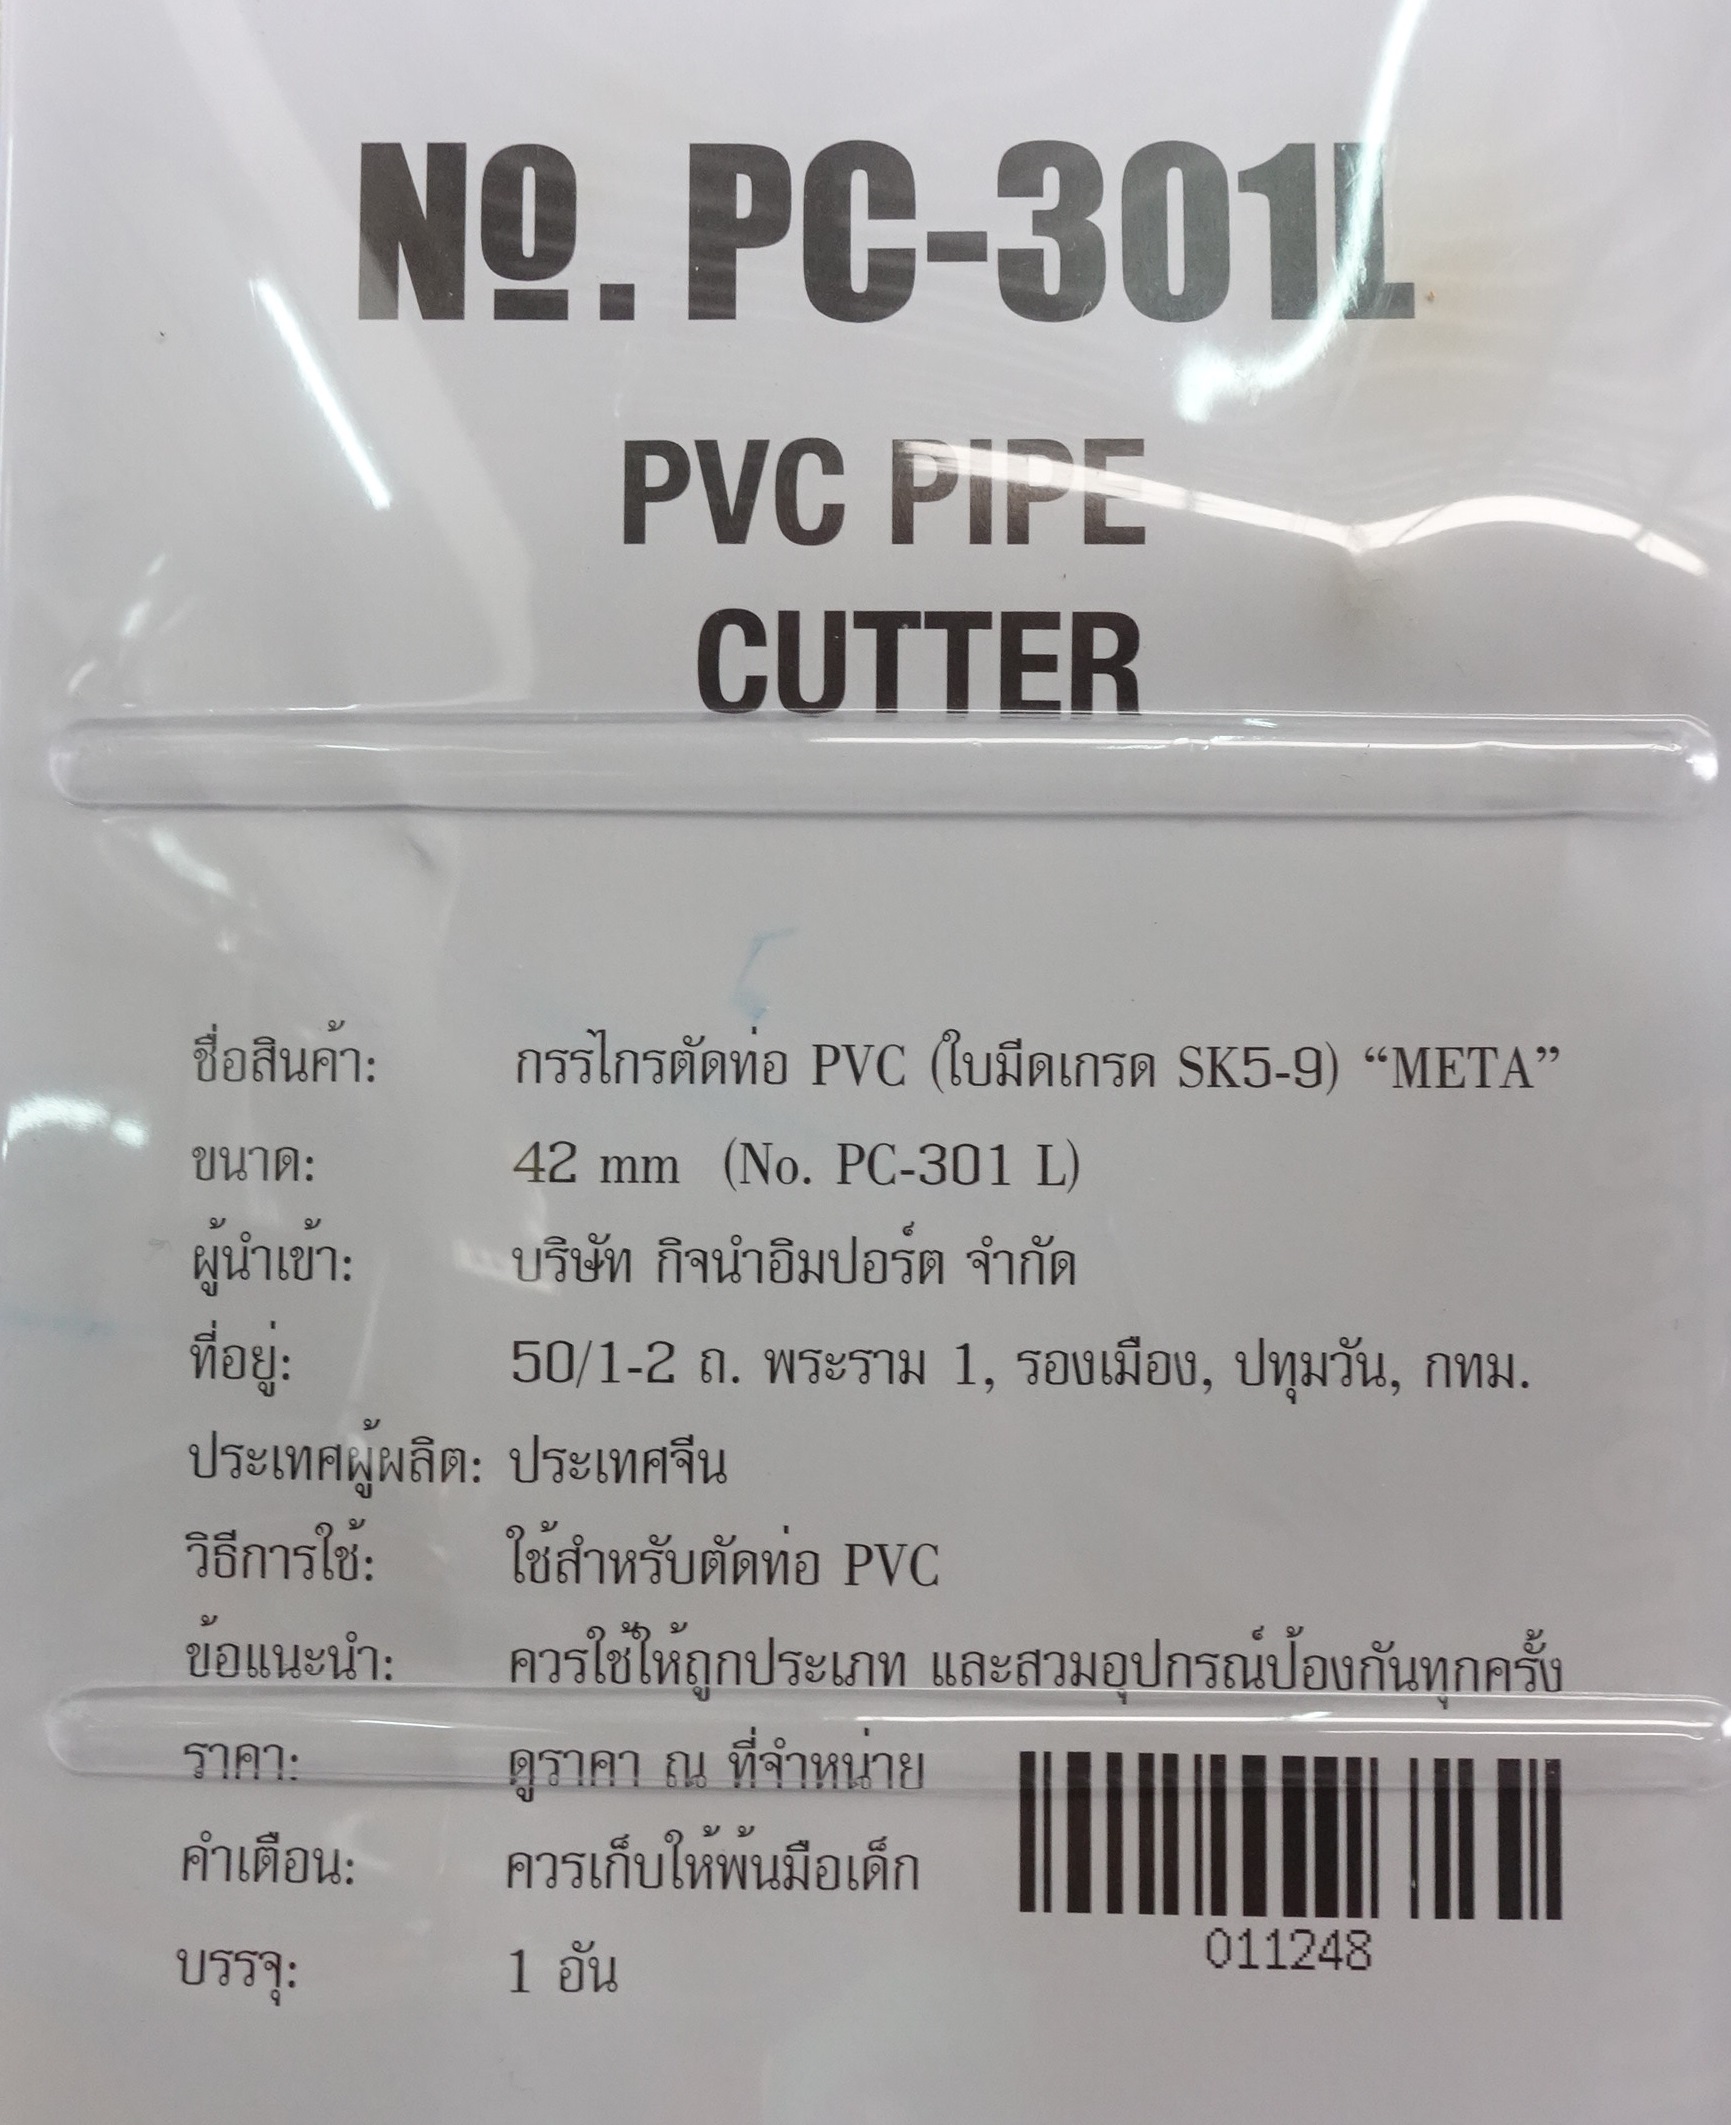 No. PC-301L
PVC PIPE
CUTTER
ชื่อสินค้า: กรรไกรตัดท่อ PVC (ใบมีดเกรด SK5-9) “META”
ขนาด: 42 mm (No. PC-301 L)
ผู้นำเข้า: บริษัท กิจนำอิมปอร์ต จำกัด
ที่อยู่: 50/1-2 ถ. พระราม 1, รองเมือง, ปทุมวัน, กทม.
ประเทศผู้ผลิต: ประเทศจีน
วิธีการใช้: ใช้สำหรับตัดท่อ PVC
ข้อแนะนำ: ควรใช้ให้ถูกประเภท และสวมอุปกรณ์ป้องกันทุกครั้ง
ราคา: ดูราคา ณ ที่จำหน่าย
คำเตือน: ควรเก็บให้พ้นมือเด็ก
บรรจุ: 1 อัน
011248